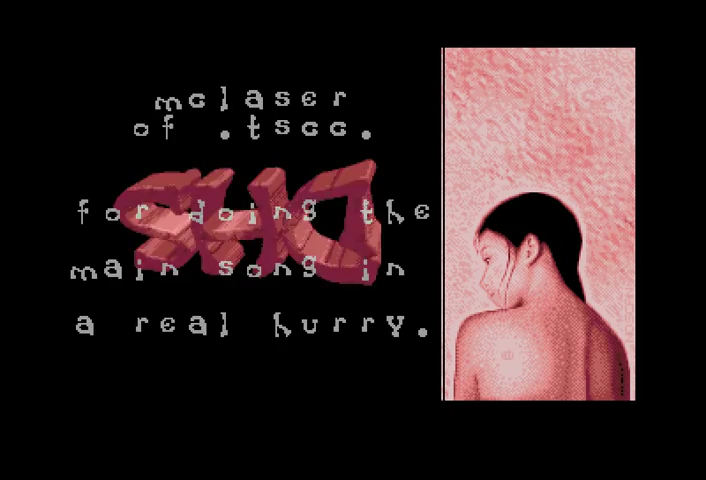 mclaser
of .tscc.
for doing the
main song in
a real hurry.